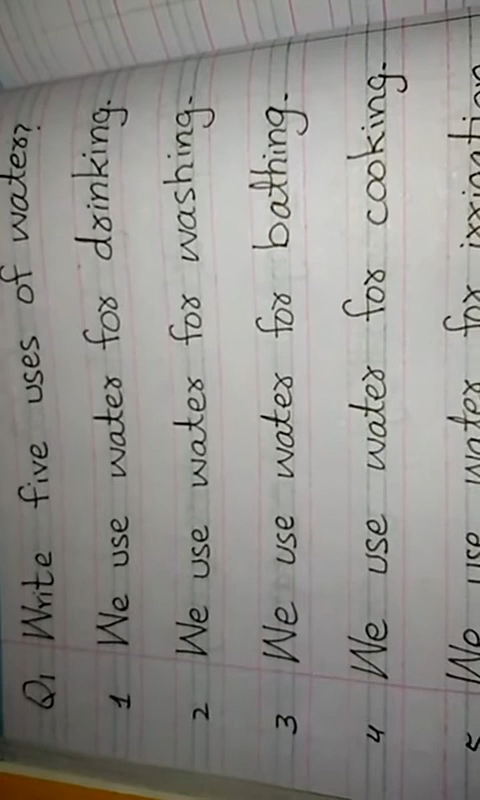 Q1 Write five uses of water?
1 We use water for drinking.
2 We use water for washing.
3 We use water for bathing.
4 We use water for cooking.
5 We use water for irrigation